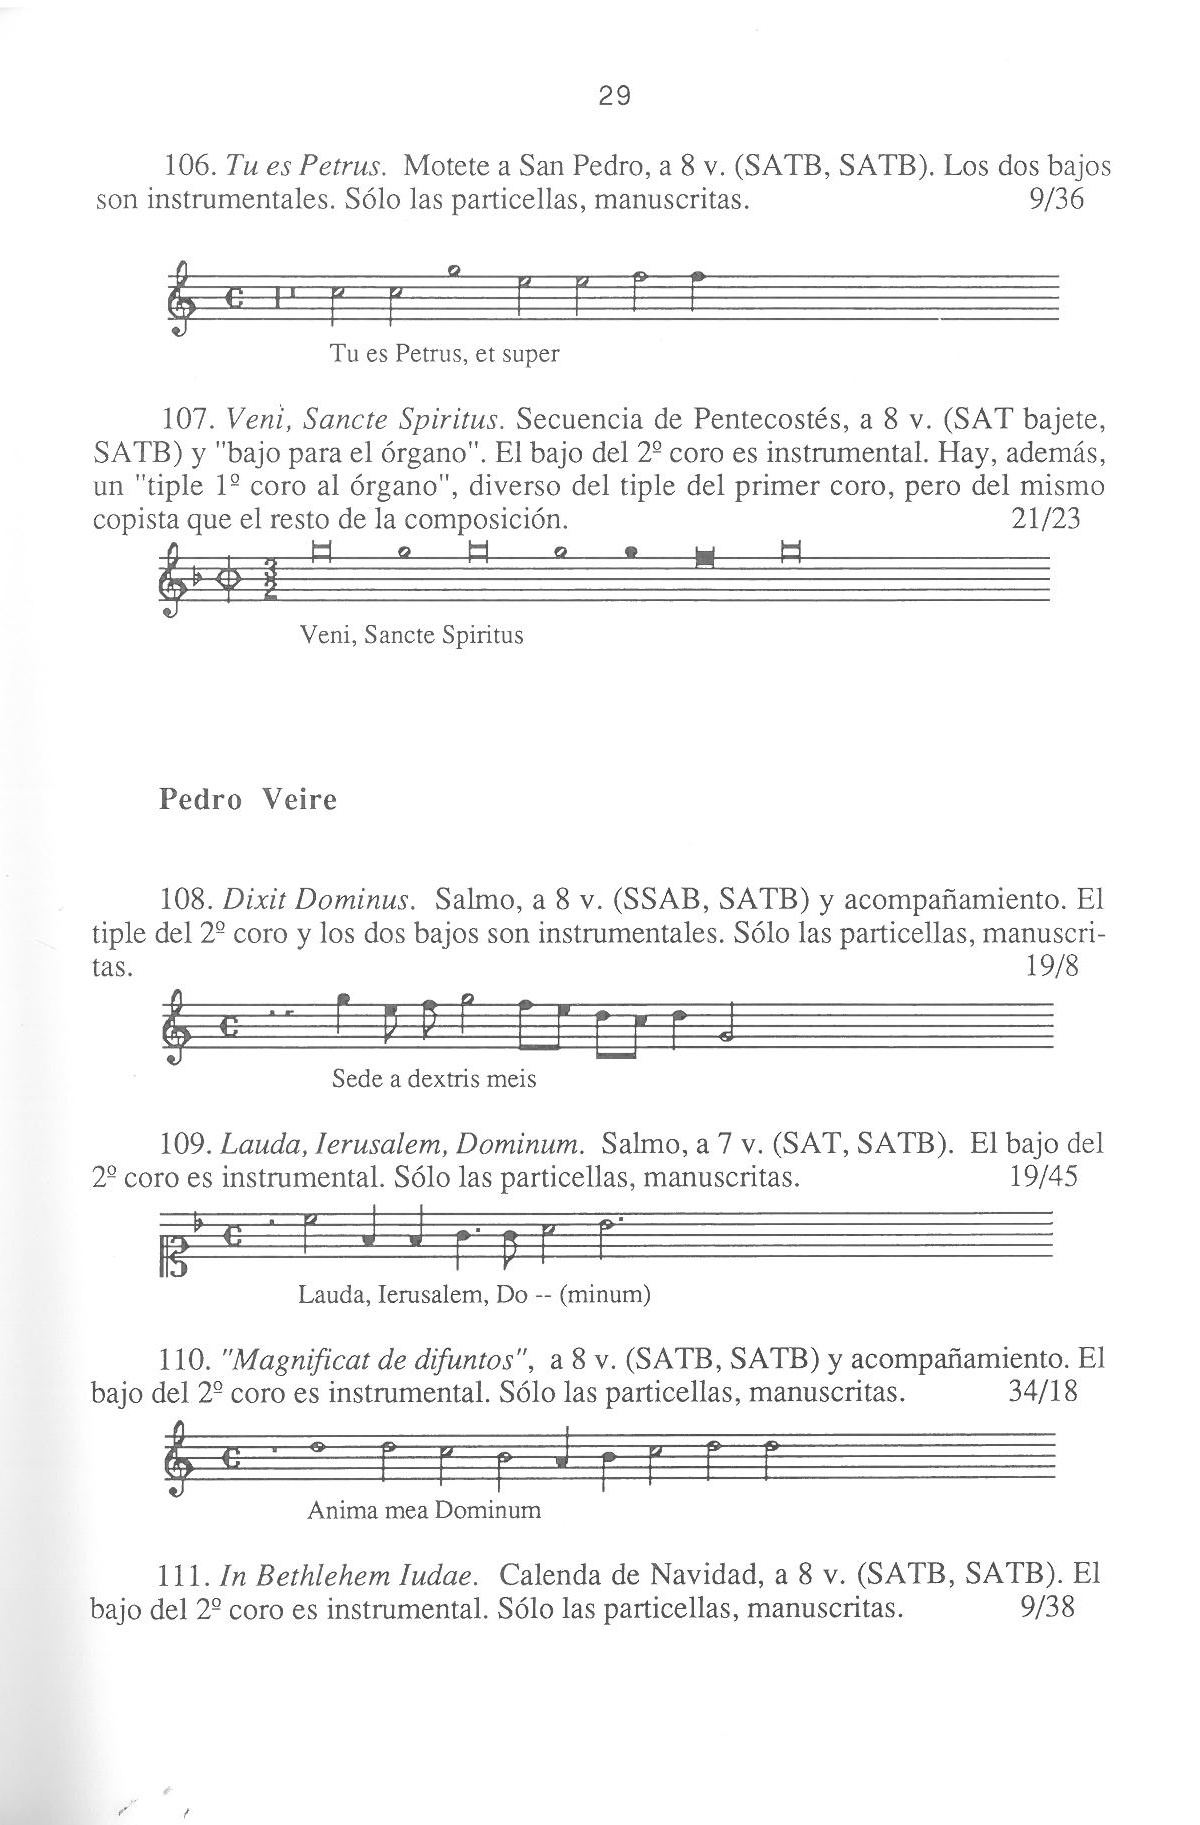 29
106. Tu es Petrus. Motete a San Pedro, a 8 v. (SATB, SATB). Los dos bajos
son instrumentales. Sólo las particellas, manuscritas. 9/36
Tu es Petrus, et super
107. Veni, Sancte Spiritus. Secuencia de Pentecostés, a 8 v. (SAT bajete,
SATB) y "bajo para el órgano". El bajo del 2º coro es instrumental. Hay, además,
un "tiple 1º coro al órgano", diverso del tiple del primer coro, pero del mismo
copista que el resto de la composición. 21/23
Veni, Sancte Spiritus
Pedro Veire
108. Dixit Dominus. Salmo, a 8 v. (SSAB, SATB) y acompañamiento. El
tiple del 2º coro y los dos bajos son instrumentales. Sólo las particellas, manuscri-
tas. 19/8
Sede a dextris meis
109. Lauda, Ierusalem, Dominum. Salmo, a 7 v. (SAT, SATB). El bajo del
2º coro es instrumental. Sólo las particellas, manuscritas. 19/45
Lauda, Ierusalem, Do -- (minum)
110. "Magnificat de difuntos", a 8 v. (SATB, SATB) y acompañamiento. El
bajo del 2º coro es instrumental. Sólo las particellas, manuscritas. 34/18
Anima mea Dominum
111. In Bethlehem Iudae. Calenda de Navidad, a 8 v. (SATB, SATB). El
bajo del 2º coro es instrumental. Sólo las particellas, manuscritas. 9/38